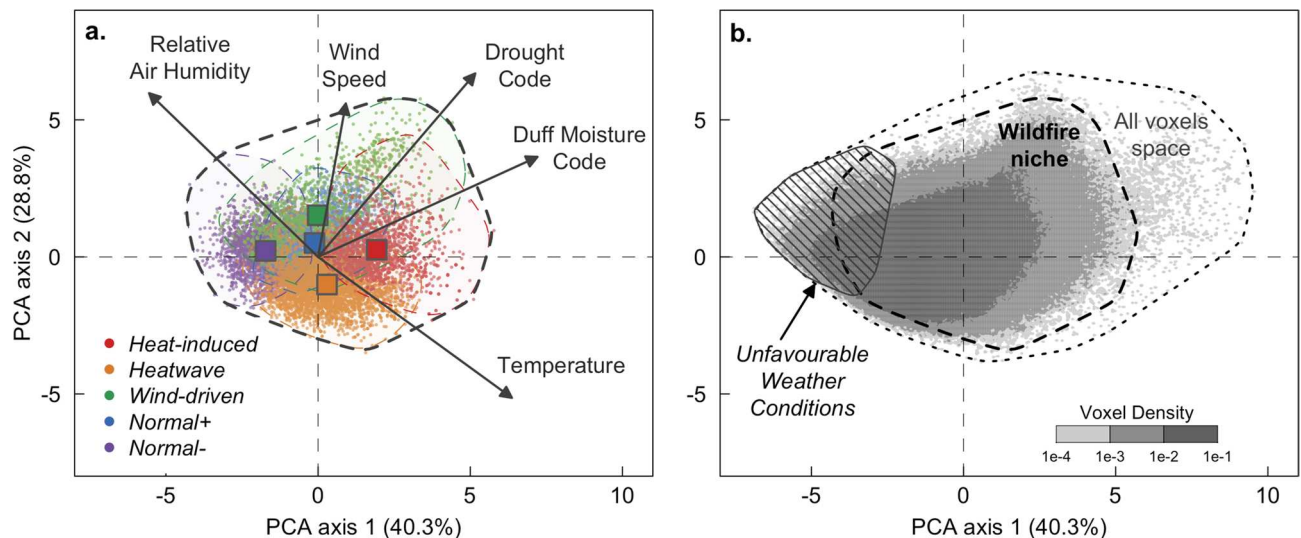 a.
Relative
Air Humidity
Wind
Speed
Drought
Code
Duff Moisture
Code
Temperature
Heat-induced
Heatwave
Wind-driven
Normal+
Normal-
5
0
-5
PCA axis 2 (28.8%)
-5
0
5
10
PCA axis 1 (40.3%)
b.
Wildfire
niche
All voxels
space
Unfavourable
Weather
Conditions
Voxel Density
1e-4
1e-3
1e-2
1e-1
5
0
-5
-5
0
5
10
PCA axis 1 (40.3%)